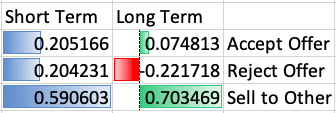 Short Term Long Term
0.205166 0.074813 Accept Offer
0.204231 -0.221718 Reject Offer
0.590603 0.703469 Sell to Other